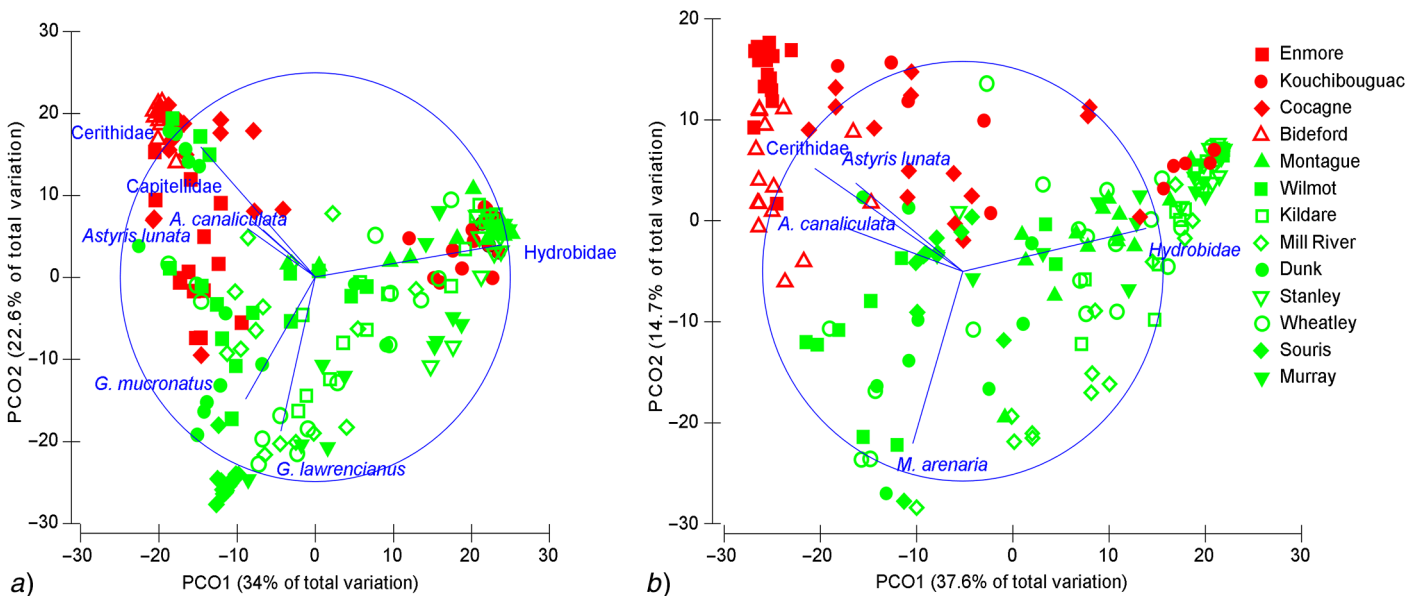 30
20
10
0
−10
−20
−30
−30
−20
−10
0
10
20
30
PCO2 (22.6% of total variation)
PCO1 (34% of total variation)
Cerithidae
Capitellidae
A. canaliculata
Astyris lunata
Hydrobidae
G. mucronatus
G. lawrencianus
a)
20
10
0
−10
−20
−30
−30
−20
−10
0
10
20
30
PCO2 (14.7% of total variation)
PCO1 (37.6% of total variation)
Cerithidae
Astyris lunata
A. canaliculata
Hydrobidae
M. arenaria
b)
Enmore
Kouchibouguac
Cocagne
Bideford
Montague
Wilmot
Kildare
Mill River
Dunk
Stanley
Wheatley
Souris
Murray